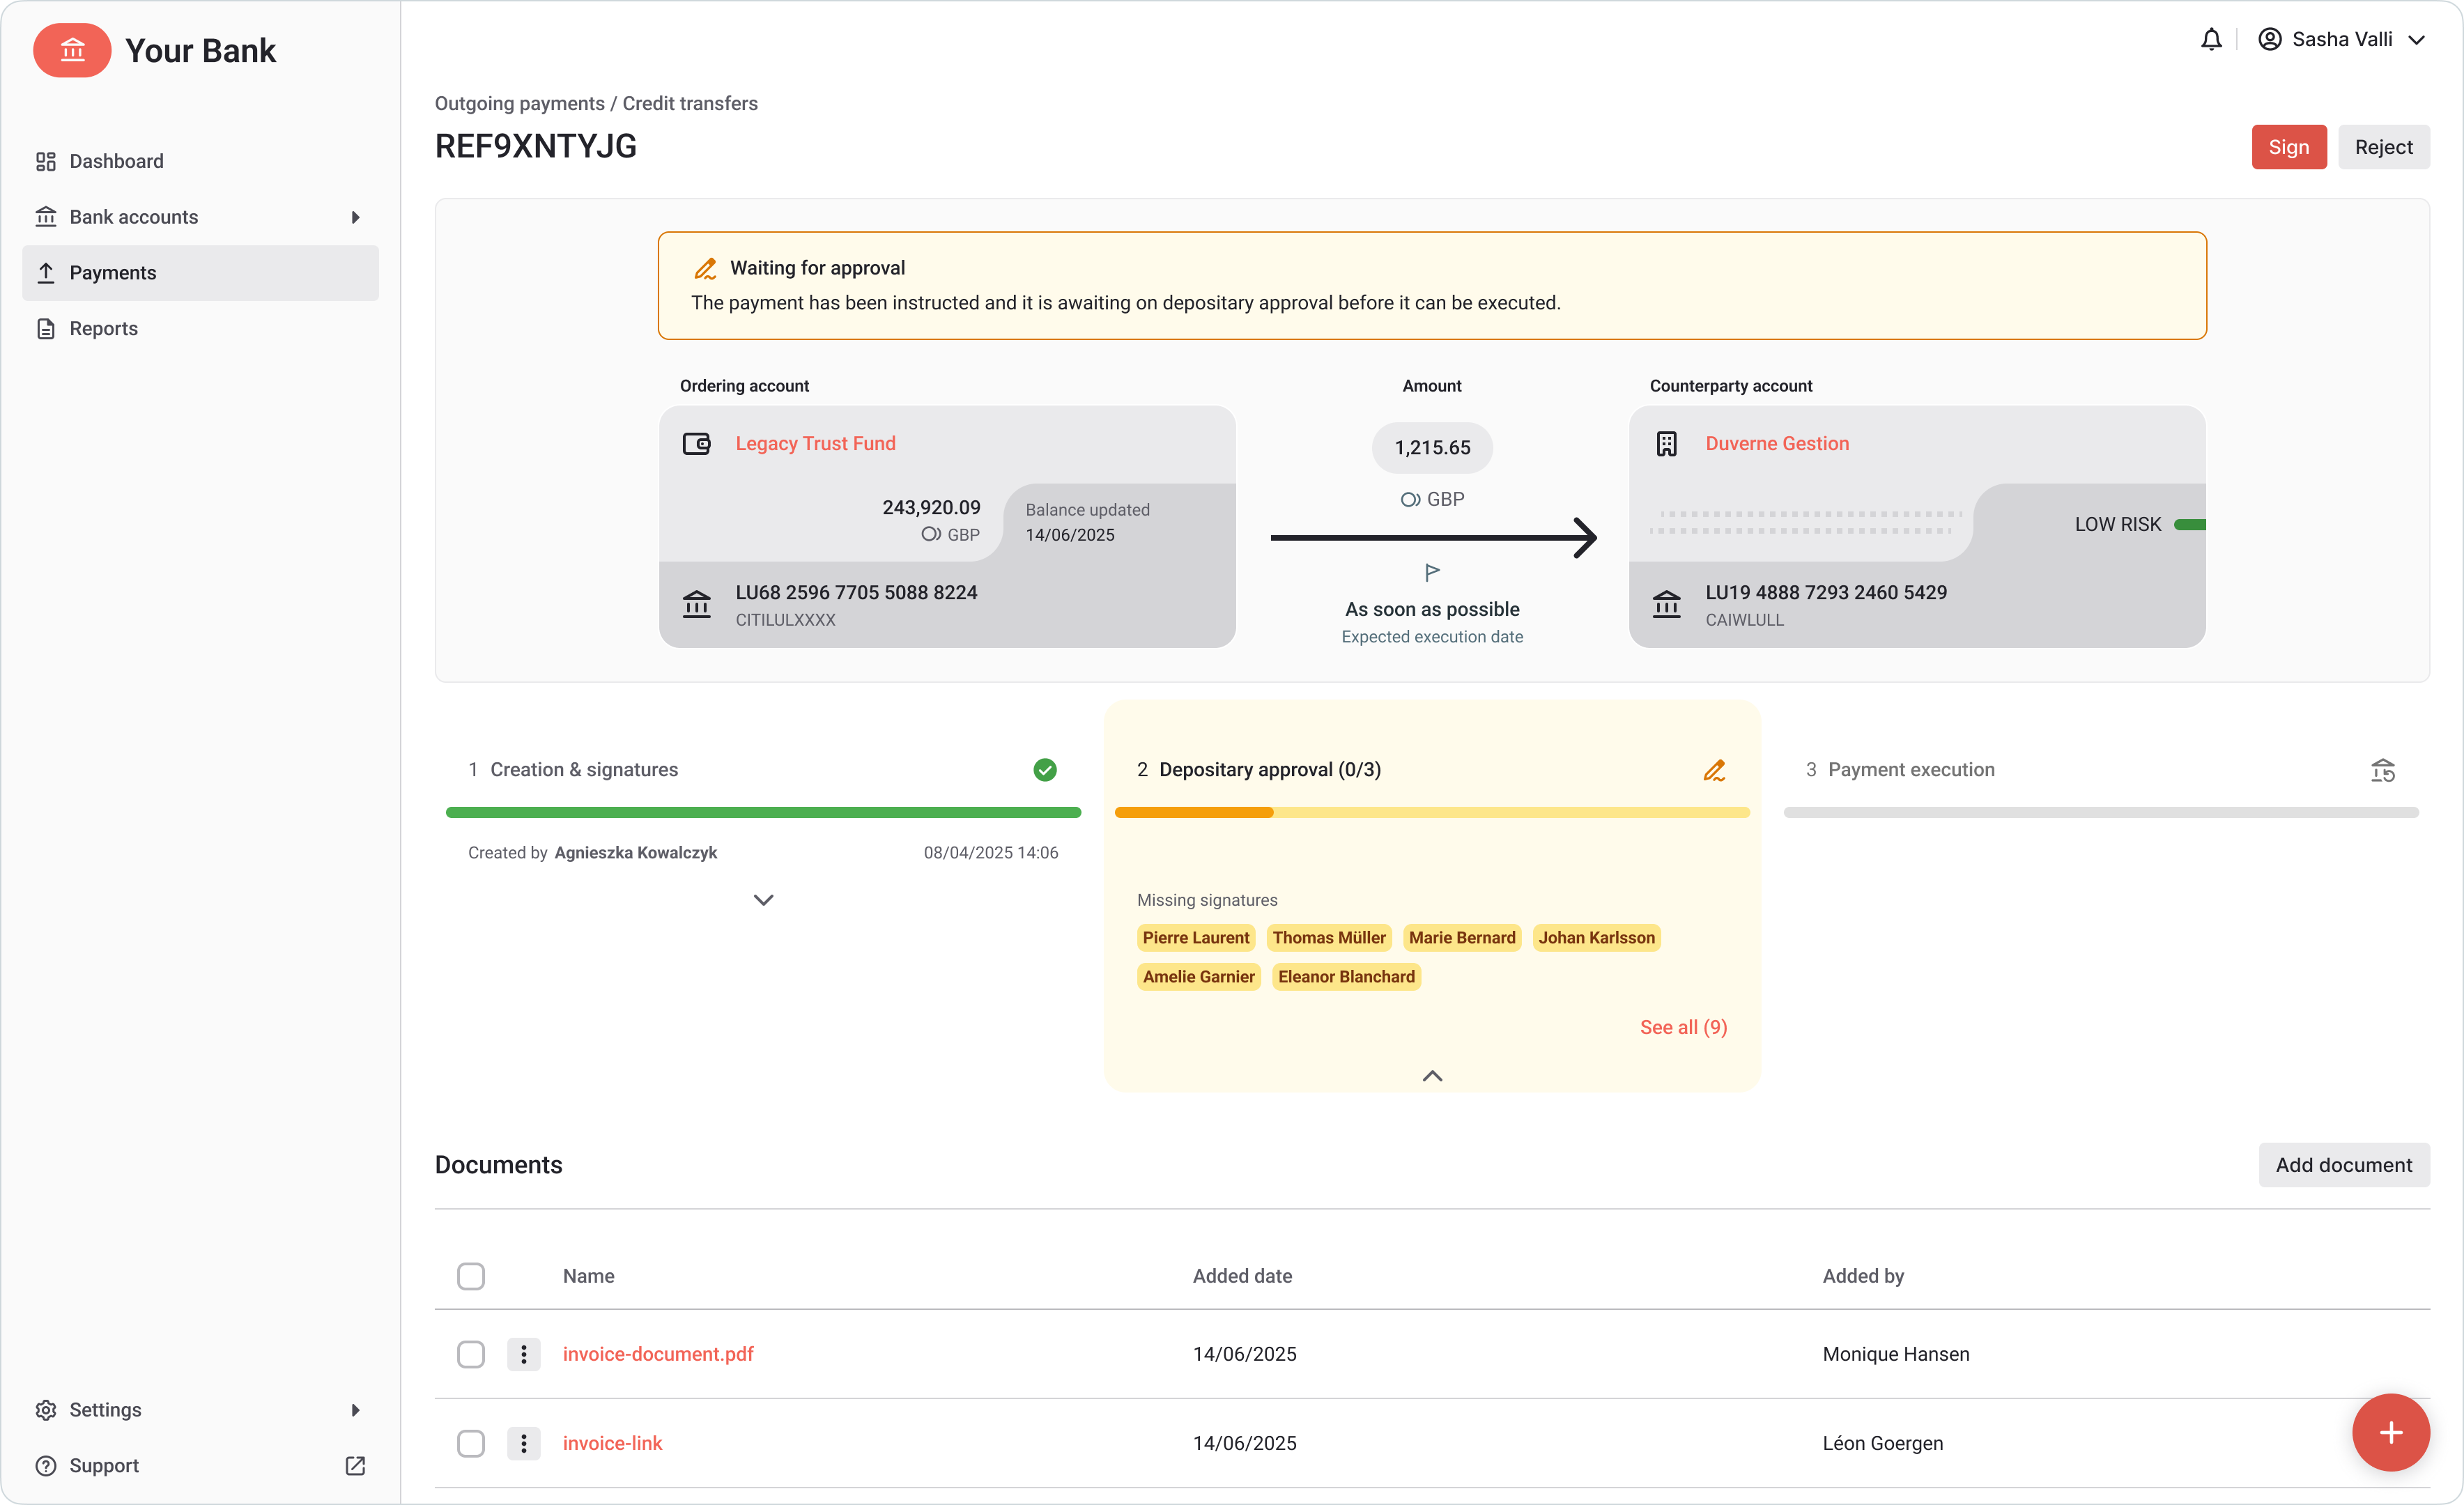 Your Bank
Sasha Valli
Dashboard
Bank accounts
Payments
Reports
Settings
Support
Outgoing payments / Credit transfers
REF9XNTYJG
Sign
Reject
Waiting for approval
The payment has been instructed and it is awaiting on depositary approval before it can be executed.
Ordering account
Legacy Trust Fund
243,920.09
GBP
Balance updated
14/06/2025
LU68 2596 7705 5088 8224
CITILULXXXX
Amount
1,215.65
GBP
As soon as possible
Expected execution date
Counterparty account
Duverne Gestion
LOW RISK
LU19 4888 7293 2460 5429
CAIWLULL
1 Creation & signatures
Created by Agnieszka Kowalczyk 08/04/2025 14:06
2 Depositary approval (0/3)
Missing signatures
Pierre Laurent Thomas Müller Marie Bernard Johan Karlsson
Amelie Garnier Eleanor Blanchard
See all (9)
3 Payment execution
Documents
Add document
Name Added date Added by
invoice-document.pdf 14/06/2025 Monique Hansen
invoice-link 14/06/2025 Léon Goergen